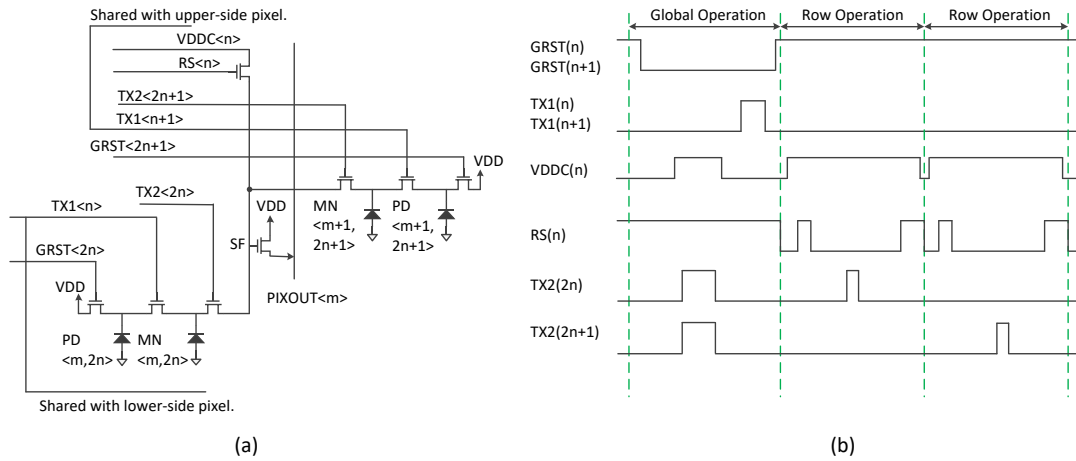 Shared with upper-side pixel.
VDDC<n>
RS<n>
TX2<2n+1>
TX1<n+1>
GRST<2n+1>
VDD
TX2<2n>
TX1<n>
VDD
MN
<m+1,
2n+1>
PD
<m+1,
2n+1>
SF
GRST<2n>
VDD
PIXOUT<m>
PD
<m,2n>
MN
<m,2n>
Shared with lower-side pixel.
(a)
Global Operation
Row Operation
Row Operation
GRST(n)
GRST(n+1)
TX1(n)
TX1(n+1)
VDDC(n)
RS(n)
TX2(2n)
TX2(2n+1)
(b)